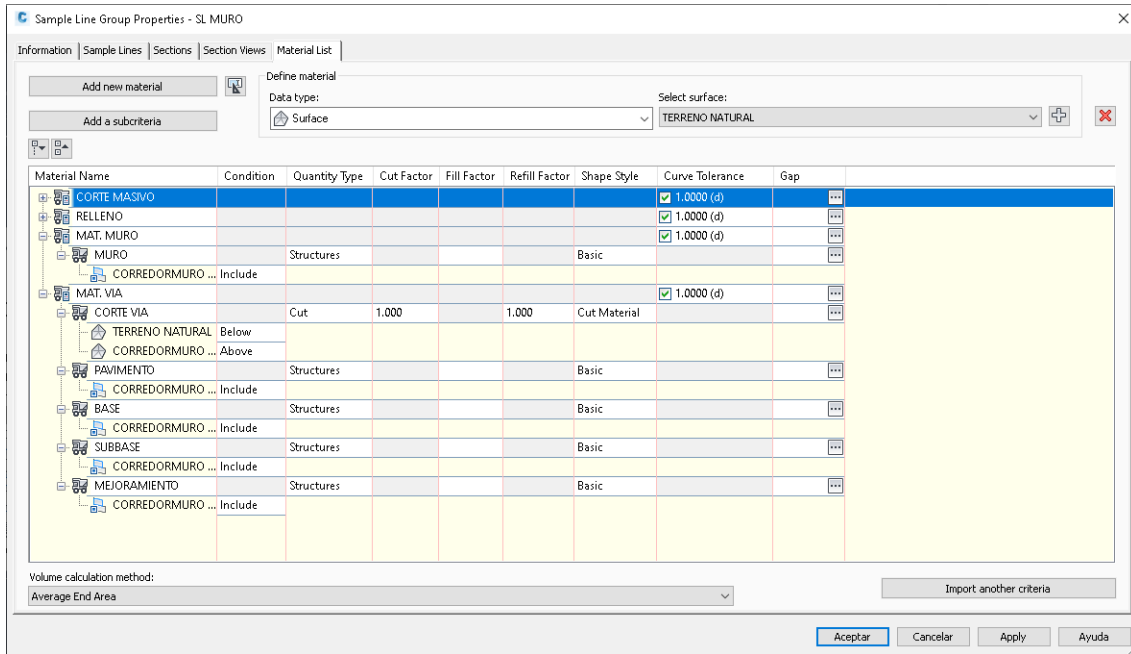 Sample Line Group Properties - SL MURO
Information Sample Lines Sections Section Views Material List
Add new material
Define material
Data type:
Select surface:
Surface
TERRENO NATURAL
Add a subcriteria
Material Name Condition Quantity Type Cut Factor Fill Factor Refill Factor Shape Style Curve Tolerance Gap
CORTE MASIVO 1.0000 (d) ...
RELLENO 1.0000 (d) ...
MAT. MURO 1.0000 (d) ...
MURO Structures Basic ...
CORREDORMURO ... Include
MAT. VIA 1.0000 (d) ...
CORTE VIA Cut 1.000 1.000 Cut Material ...
TERRENO NATURAL Below
CORREDORMURO ... Above
PAVIMENTO Structures Basic ...
CORREDORMURO ... Include
BASE Structures Basic ...
CORREDORMURO ... Include
SUBBASE Structures Basic ...
CORREDORMURO ... Include
MEJORAMIENTO Structures Basic ...
CORREDORMURO ... Include
Volume calculation method:
Average End Area
Import another criteria
Aceptar Cancelar Apply Ayuda